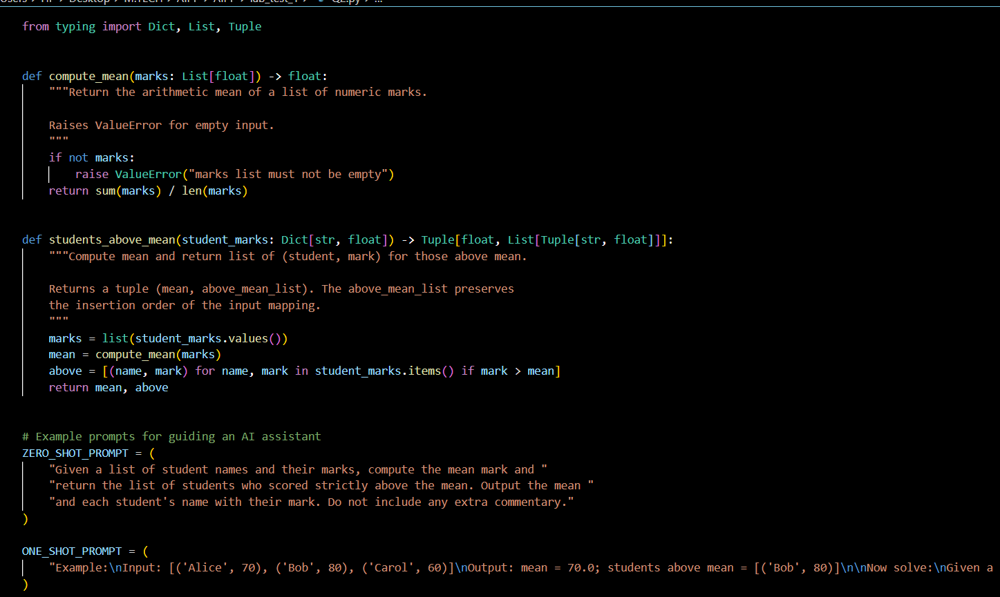 Desktop > M.TECH > AIFP > AIFP > lab_test_1 > Q2.py > ...
from typing import Dict, List, Tuple
def compute_mean(marks: List[float]) -> float:
"""Return the arithmetic mean of a list of numeric marks.
Raises ValueError for empty input.
"""
if not marks:
raise ValueError("marks list must not be empty")
return sum(marks) / len(marks)
def students_above_mean(student_marks: Dict[str, float]) -> Tuple[float, List[Tuple[str, float]]]:
"""Compute mean and return list of (student, mark) for those above mean.
Returns a tuple (mean, above_mean_list). The above_mean_list preserves
the insertion order of the input mapping.
"""
marks = list(student_marks.values())
mean = compute_mean(marks)
above = [(name, mark) for name, mark in student_marks.items() if mark > mean]
return mean, above
# Example prompts for guiding an AI assistant
ZERO_SHOT_PROMPT = (
"Given a list of student names and their marks, compute the mean mark and "
"return the list of students who scored strictly above the mean. Output the mean "
"and each student's name with their mark. Do not include any extra commentary."
)
ONE_SHOT_PROMPT = (
"Example:\nInput: [('Alice', 70), ('Bob', 80), ('Carol', 60)]\nOutput: mean = 70.0; students above mean = [('Bob', 80)]\n\nNow solve:\nGiven a
)